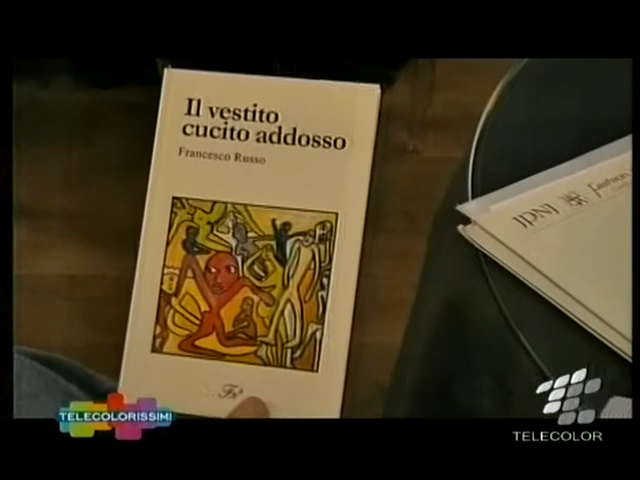 Il vestito
cucito addosso
Francesco Russo
TELECOLORISSIMI
TELECOLOR